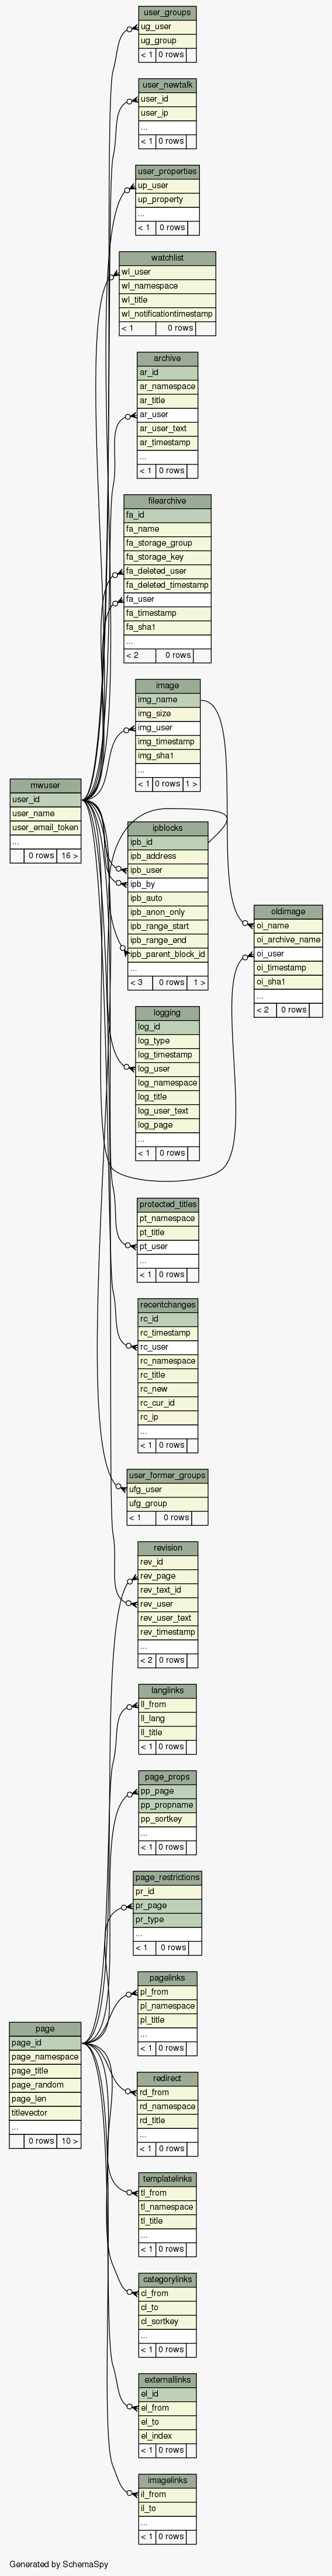 user_groups
ug_user
ug_group
< 1 0 rows
user_newtalk
user_id
user_ip
...
< 1 0 rows
user_properties
up_user
up_property
...
< 1 0 rows
watchlist
wl_user
wl_namespace
wl_title
wl_notificationtimestamp
< 1 0 rows
archive
ar_id
ar_namespace
ar_title
ar_user
ar_user_text
ar_timestamp
...
< 1 0 rows
filearchive
fa_id
fa_name
fa_storage_group
fa_storage_key
fa_deleted_user
fa_deleted_timestamp
fa_user
fa_timestamp
fa_sha1
...
< 2 0 rows
image
img_name
img_size
img_user
img_timestamp
img_sha1
...
< 1 0 rows 1 >
mwuser
user_id
user_name
user_email_token
...
0 rows 16 >
ipblocks
ipb_id
ipb_address
ipb_user
ipb_by
ipb_auto
ipb_anon_only
ipb_range_start
ipb_range_end
ipb_parent_block_id
...
< 3 0 rows 1 >
oldimage
oi_name
oi_archive_name
oi_user
oi_timestamp
oi_sha1
...
< 2 0 rows
logging
log_id
log_type
log_timestamp
log_user
log_namespace
log_title
log_user_text
log_page
...
< 1 0 rows
protected_titles
pt_namespace
pt_title
pt_user
...
< 1 0 rows
recentchanges
rc_id
rc_timestamp
rc_user
rc_namespace
rc_title
rc_new
rc_cur_id
rc_ip
...
< 1 0 rows
user_former_groups
ufg_user
ufg_group
< 1 0 rows
revision
rev_id
rev_page
rev_text_id
rev_user
rev_user_text
rev_timestamp
...
< 2 0 rows
langlinks
ll_from
ll_lang
ll_title
< 1 0 rows
page_props
pp_page
pp_propname
pp_sortkey
...
< 1 0 rows
page_restrictions
pr_id
pr_page
pr_type
...
< 1 0 rows
pagelinks
pl_from
pl_namespace
pl_title
...
< 1 0 rows
page
page_id
page_namespace
page_title
page_random
page_len
titlevector
...
0 rows 10 >
redirect
rd_from
rd_namespace
rd_title
...
< 1 0 rows
templatelinks
tl_from
tl_namespace
tl_title
...
< 1 0 rows
categorylinks
cl_from
cl_to
cl_sortkey
...
< 1 0 rows
externallinks
el_id
el_from
el_to
el_index
< 1 0 rows
imagelinks
il_from
il_to
...
< 1 0 rows
Generated by SchemaSpy